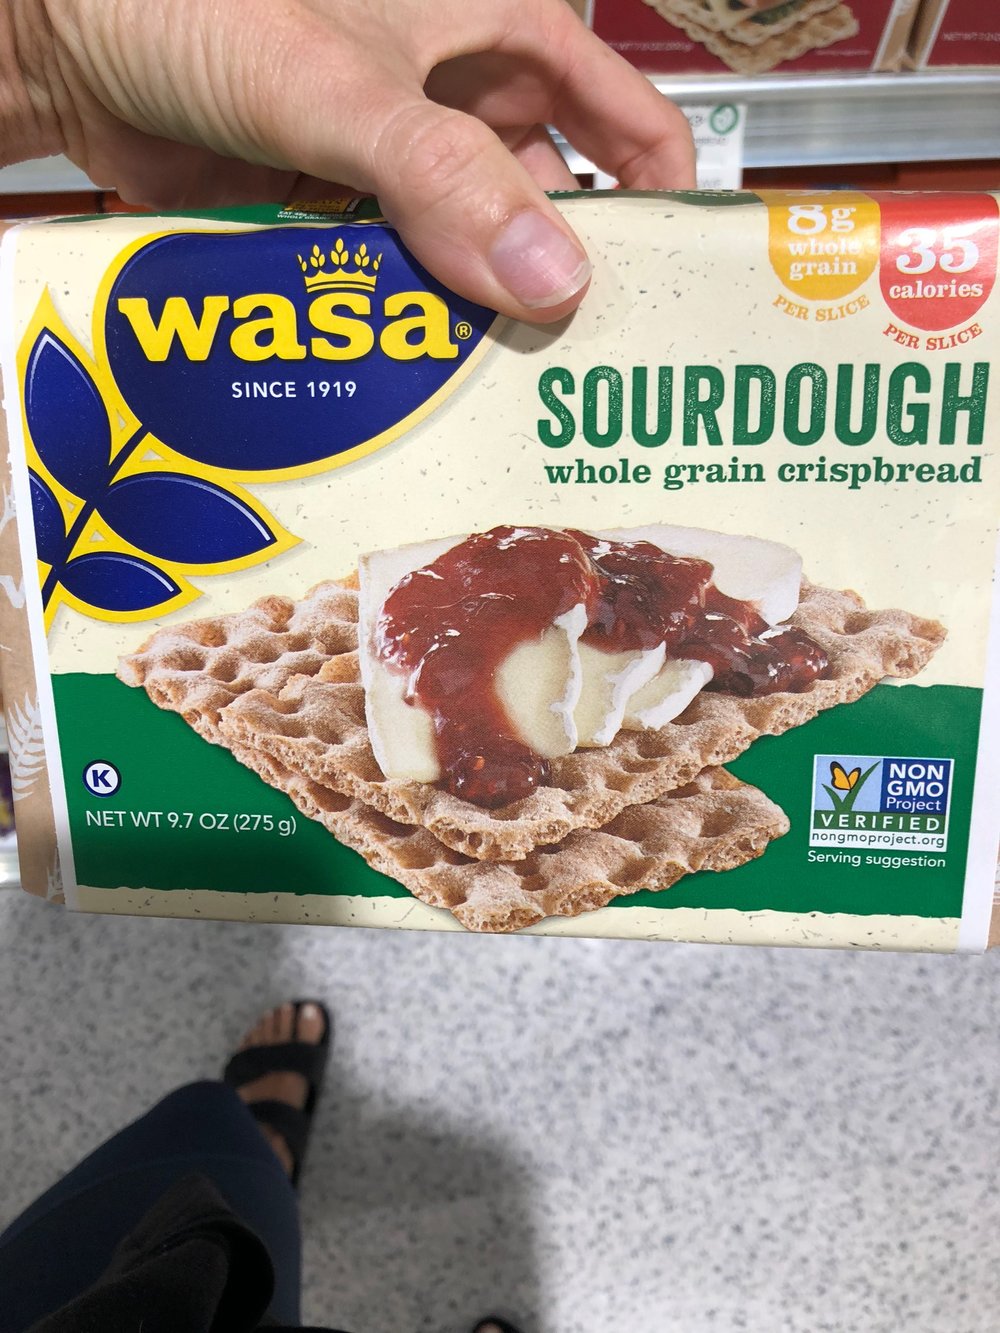 wasa®
SINCE 1919
8g
whole
grain
PER SLICE
35
calories
PER SLICE
SOURDOUGH
whole grain crispbread
K
NET WT 9.7 OZ (275 g)
NON
GMO
Project
VERIFIED
nongmoproject.org
Serving suggestion